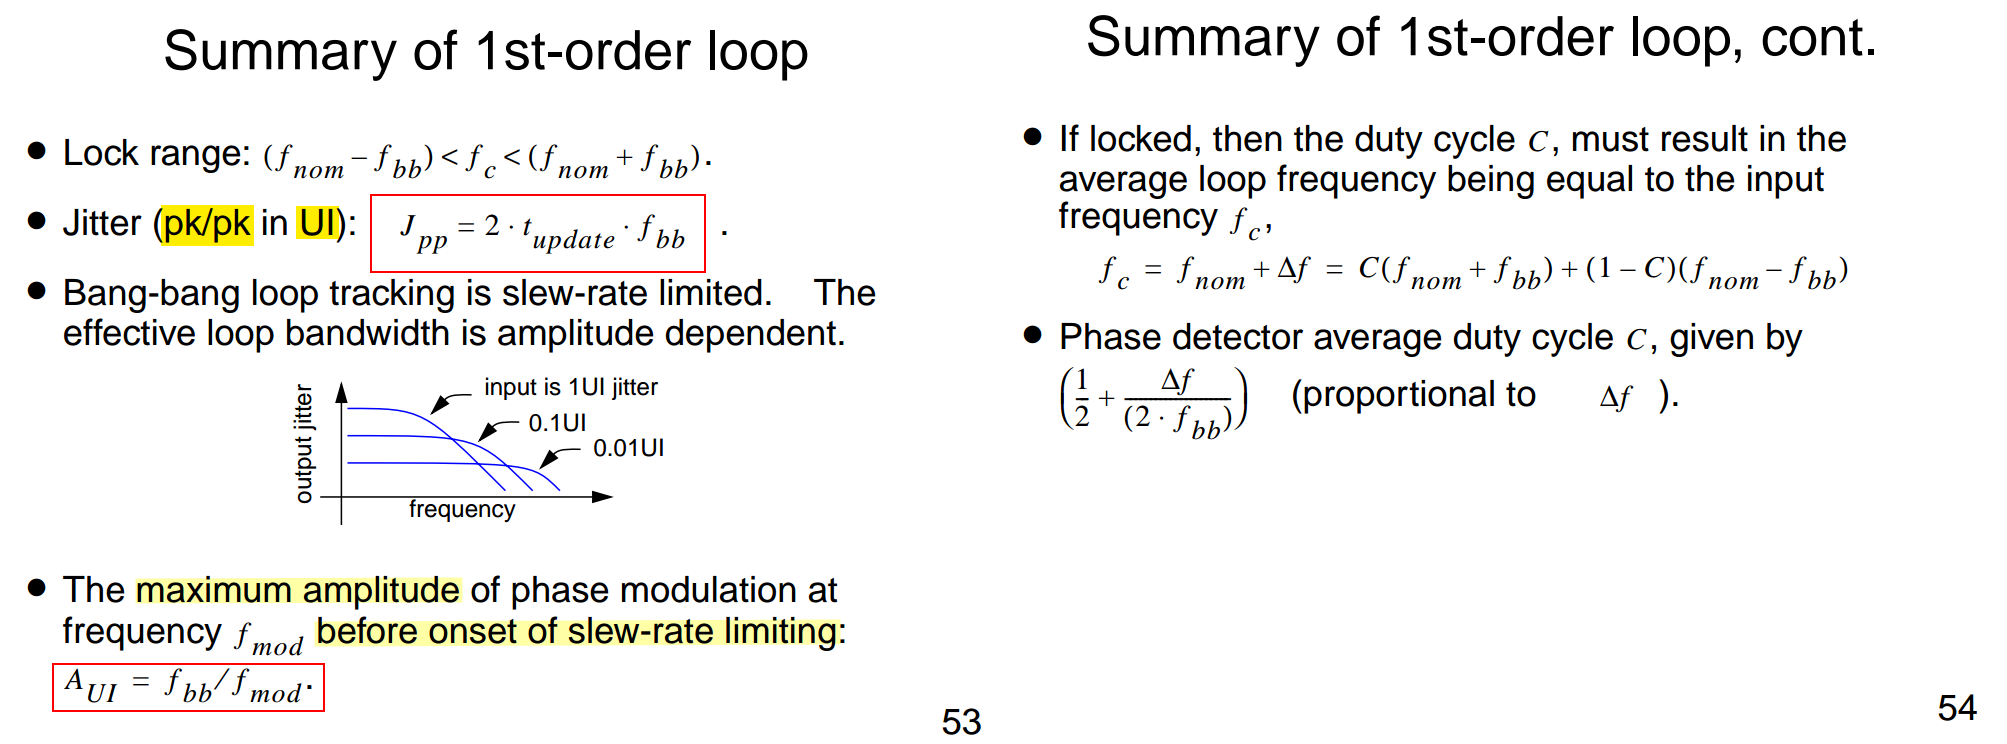 Summary of 1st-order loop
● Lock range: (f_nom – f_bb) < f_c < (f_nom + f_bb).
● Jitter (pk/pk in UI): J_pp = 2 · t_update · f_bb .
● Bang-bang loop tracking is slew-rate limited. The
effective loop bandwidth is amplitude dependent.
output jitter
input is 1UI jitter
0.1UI
0.01UI
frequency
● The maximum amplitude of phase modulation at
frequency f_mod before onset of slew-rate limiting:
A_UI = f_bb/f_mod.
53
Summary of 1st-order loop, cont.
● If locked, then the duty cycle C, must result in the
average loop frequency being equal to the input
frequency f_c,
f_c = f_nom + Δf = C(f_nom + f_bb) + (1 – C)(f_nom – f_bb)
● Phase detector average duty cycle C, given by
(1/2 + Δf/(2 · f_bb)) (proportional to Δf ).
54